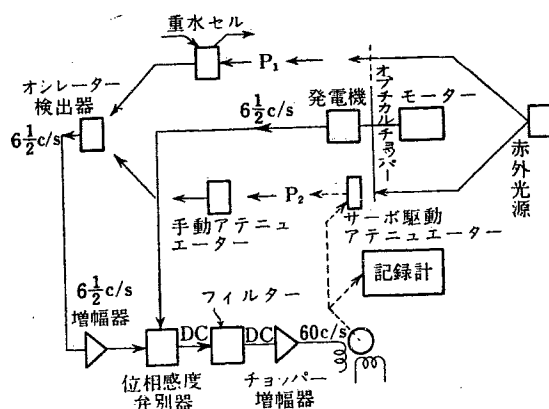 重水セル
P₁
オンレーター
検出器
6½c/s
発電機
モーター
オプチカルチョッパー
赤外光源
6½c/s
P₂
手動アテニュ
エーター
サーボ駆動
アテニュエーター
記録計
6½c/s
増幅器
フィルター
DC
DC
60c/s
位相感度
弁別器
チョッパー
増幅器